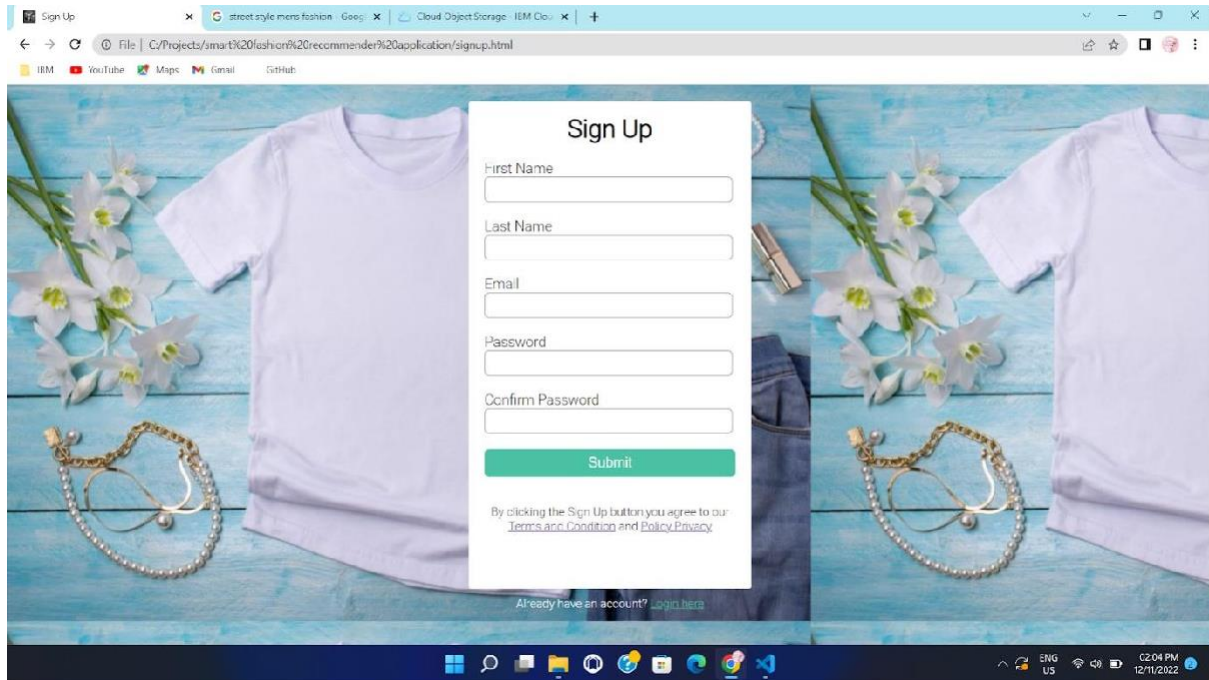 Sign Up
street style mens fashion - Googl
Cloud Object Storage - IBM Clou
File | C:/Projects/smart%20fashion%20recommender%20application/signup.html
IBM YouTube Maps Gmail GitHub
Sign Up
First Name
Last Name
Email
Password
Confirm Password
Submit
By clicking the Sign Up button you agree to our
Terms and Condition and Policy Privacy
Already have an account? Login here
ENG
US
02:04 PM
12/11/2022